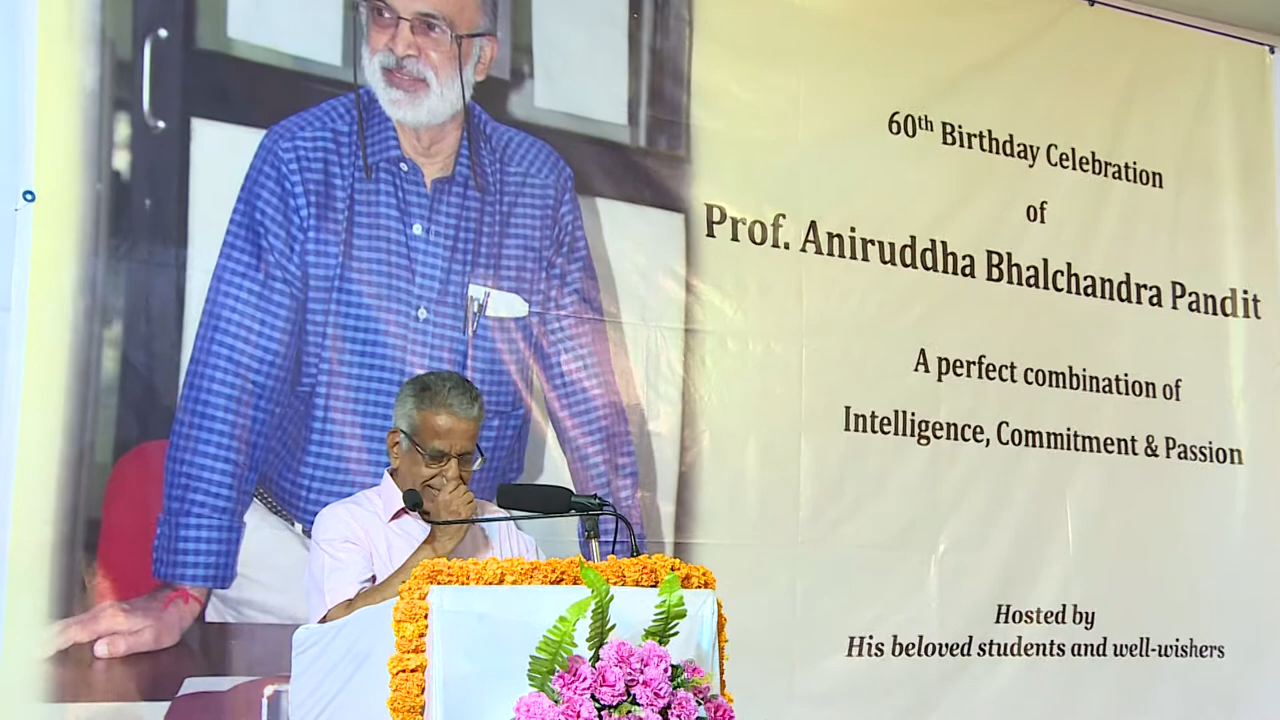 60th Birthday Celebration
of
Prof. Aniruddha Bhalchandra Pandit
A perfect combination of
Intelligence, Commitment & Passion
Hosted by
His beloved students and well-wishers